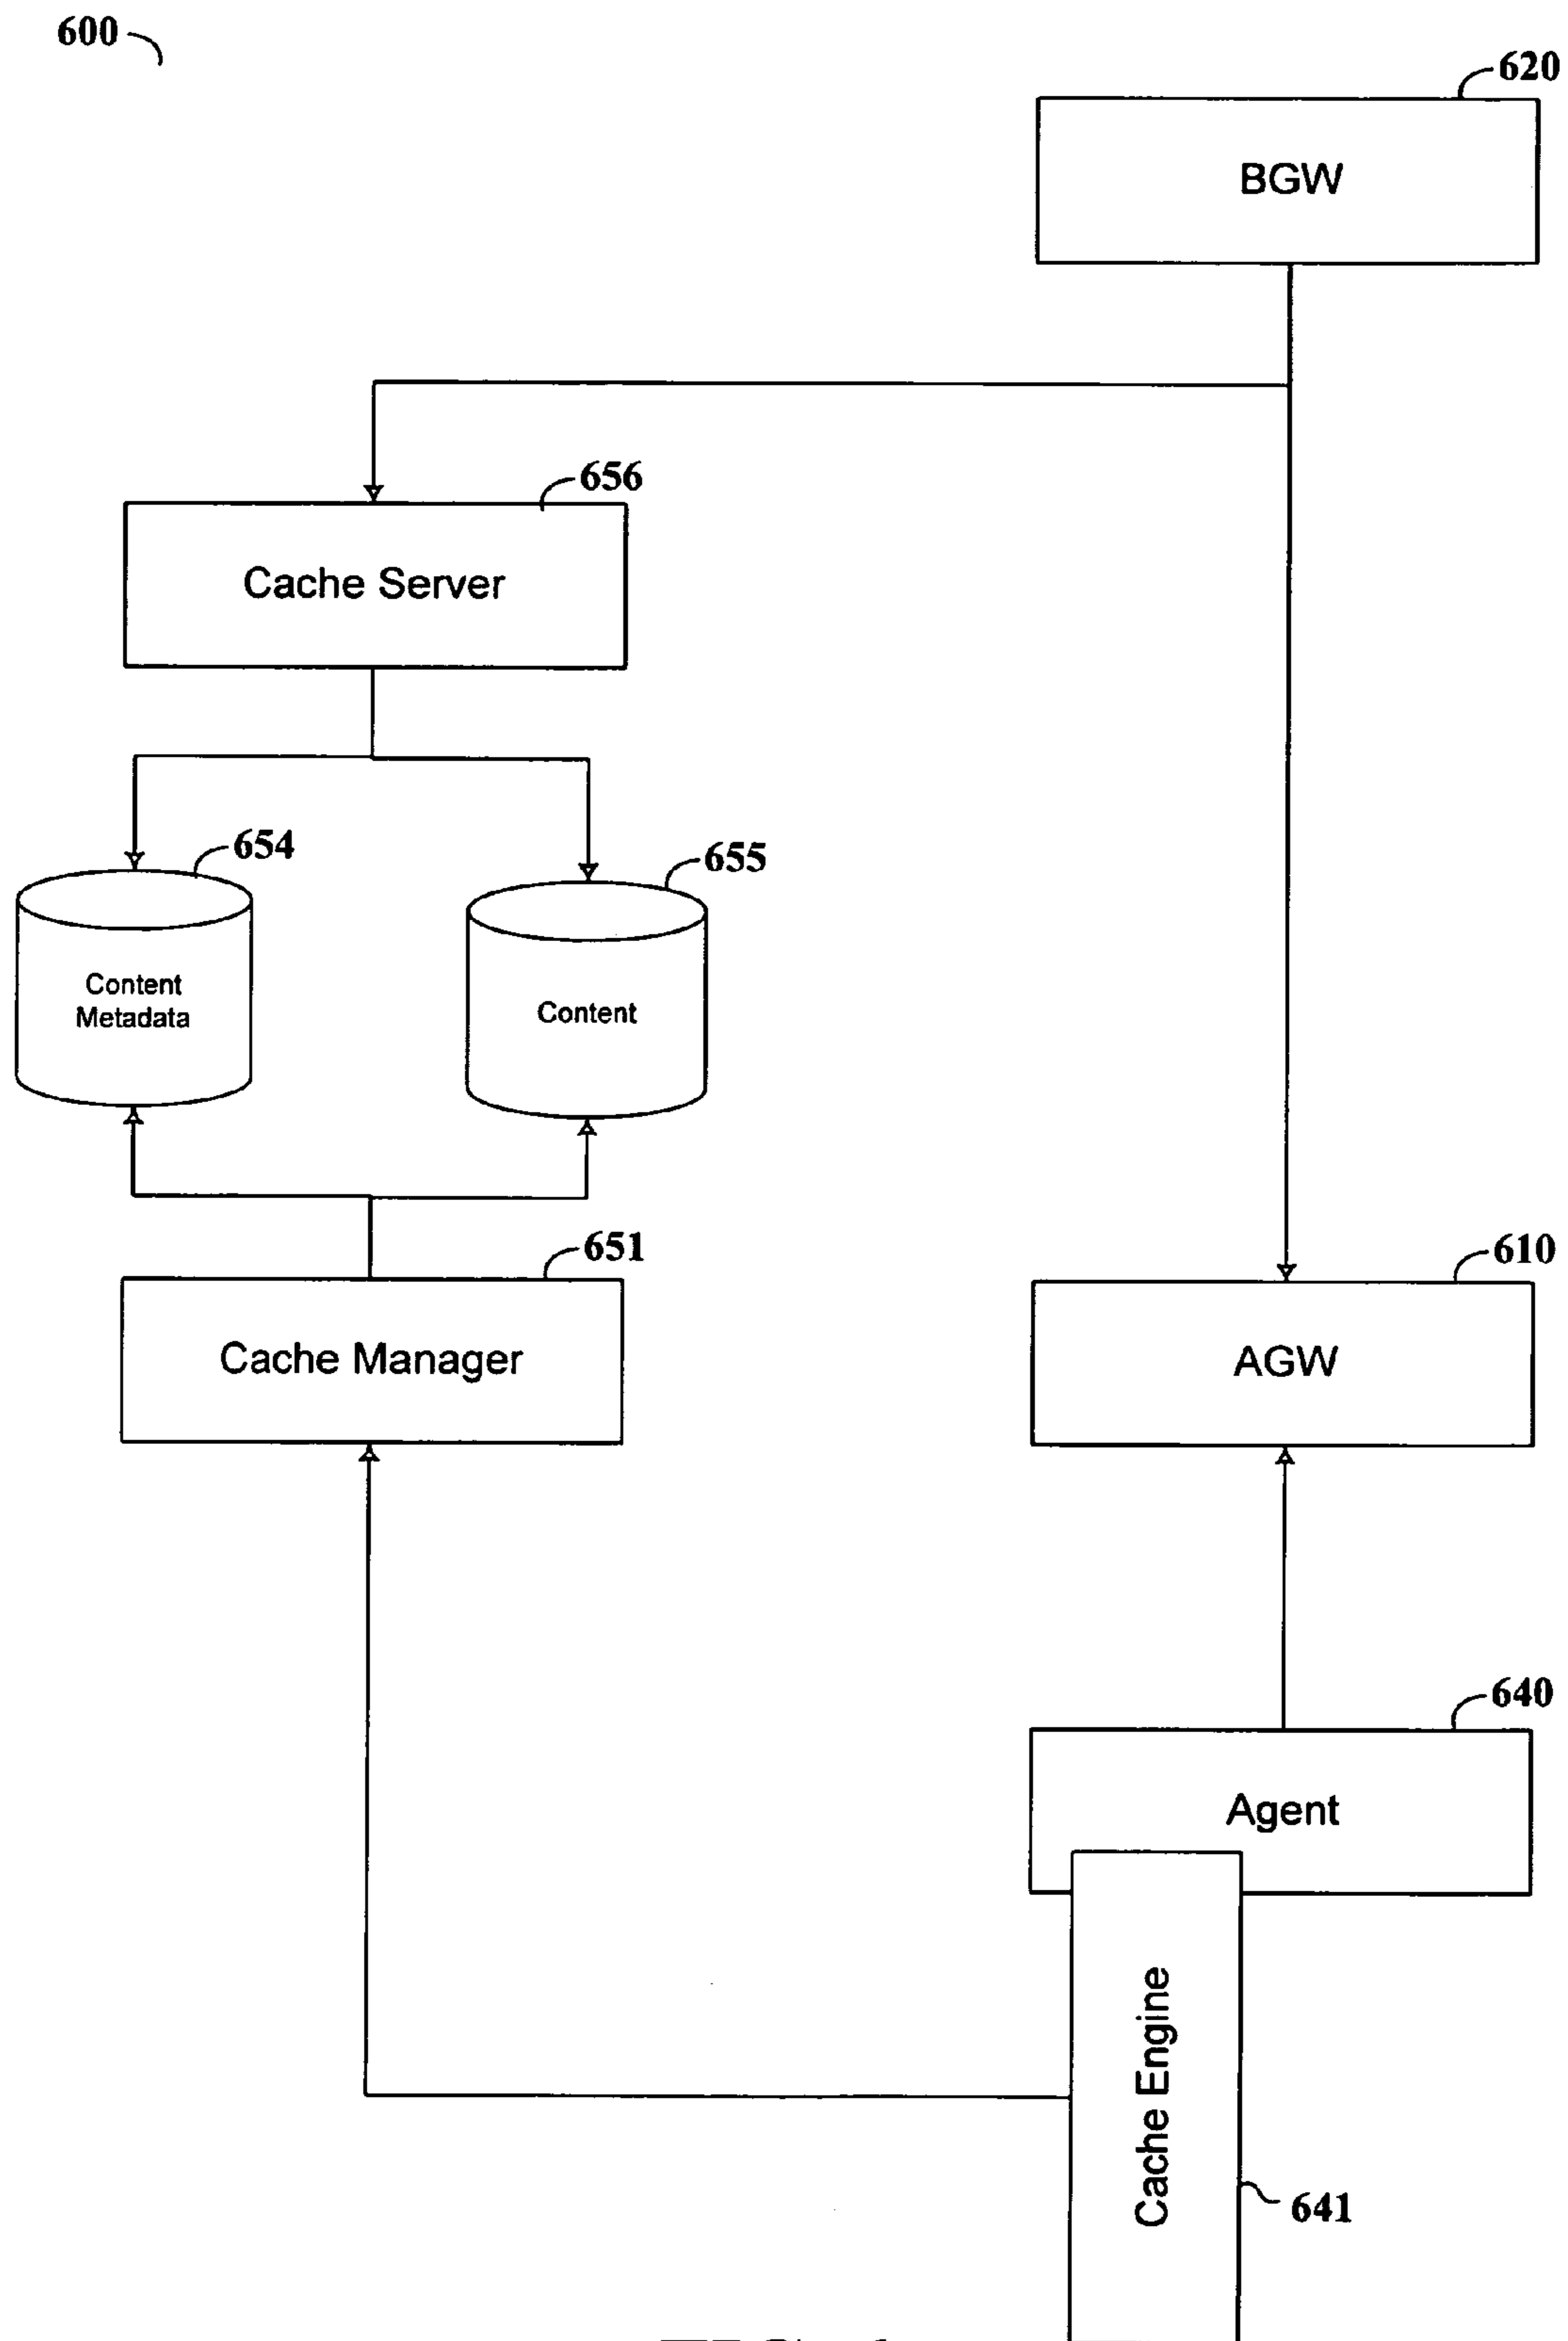 600
620
BGW
656
Cache Server
654
655
Content
Metadata
Content
651
610
Cache Manager
AGW
640
Agent
Cache Engine
641